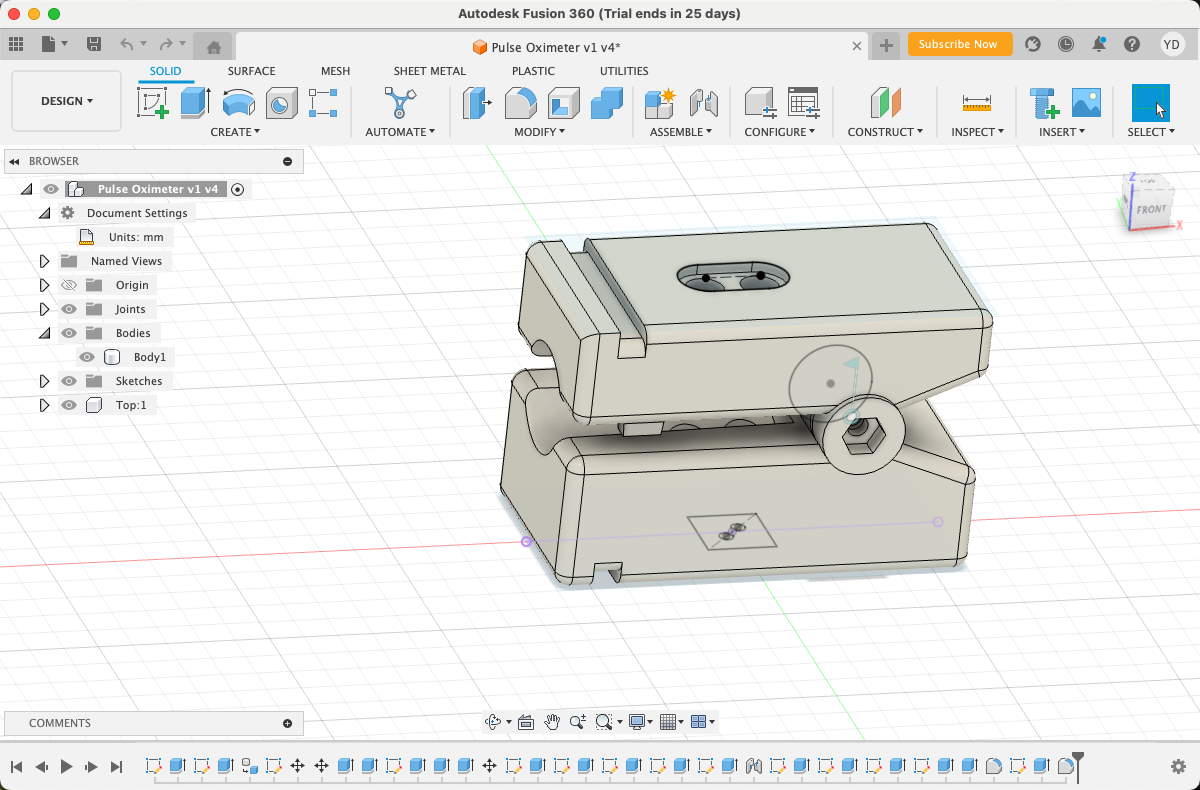 Autodesk Fusion 360 (Trial ends in 25 days)
Pulse Oximeter v1 v4*
Subscribe Now
YD
SOLID SURFACE MESH SHEET METAL PLASTIC UTILITIES
DESIGN
CREATE AUTOMATE MODIFY ASSEMBLE CONFIGURE CONSTRUCT INSPECT INSERT SELECT
BROWSER
Pulse Oximeter v1 v4
Document Settings
Units: mm
Named Views
Origin
Joints
Bodies
Body1
Sketches
Top:1
Z
FRONT
X
COMMENTS